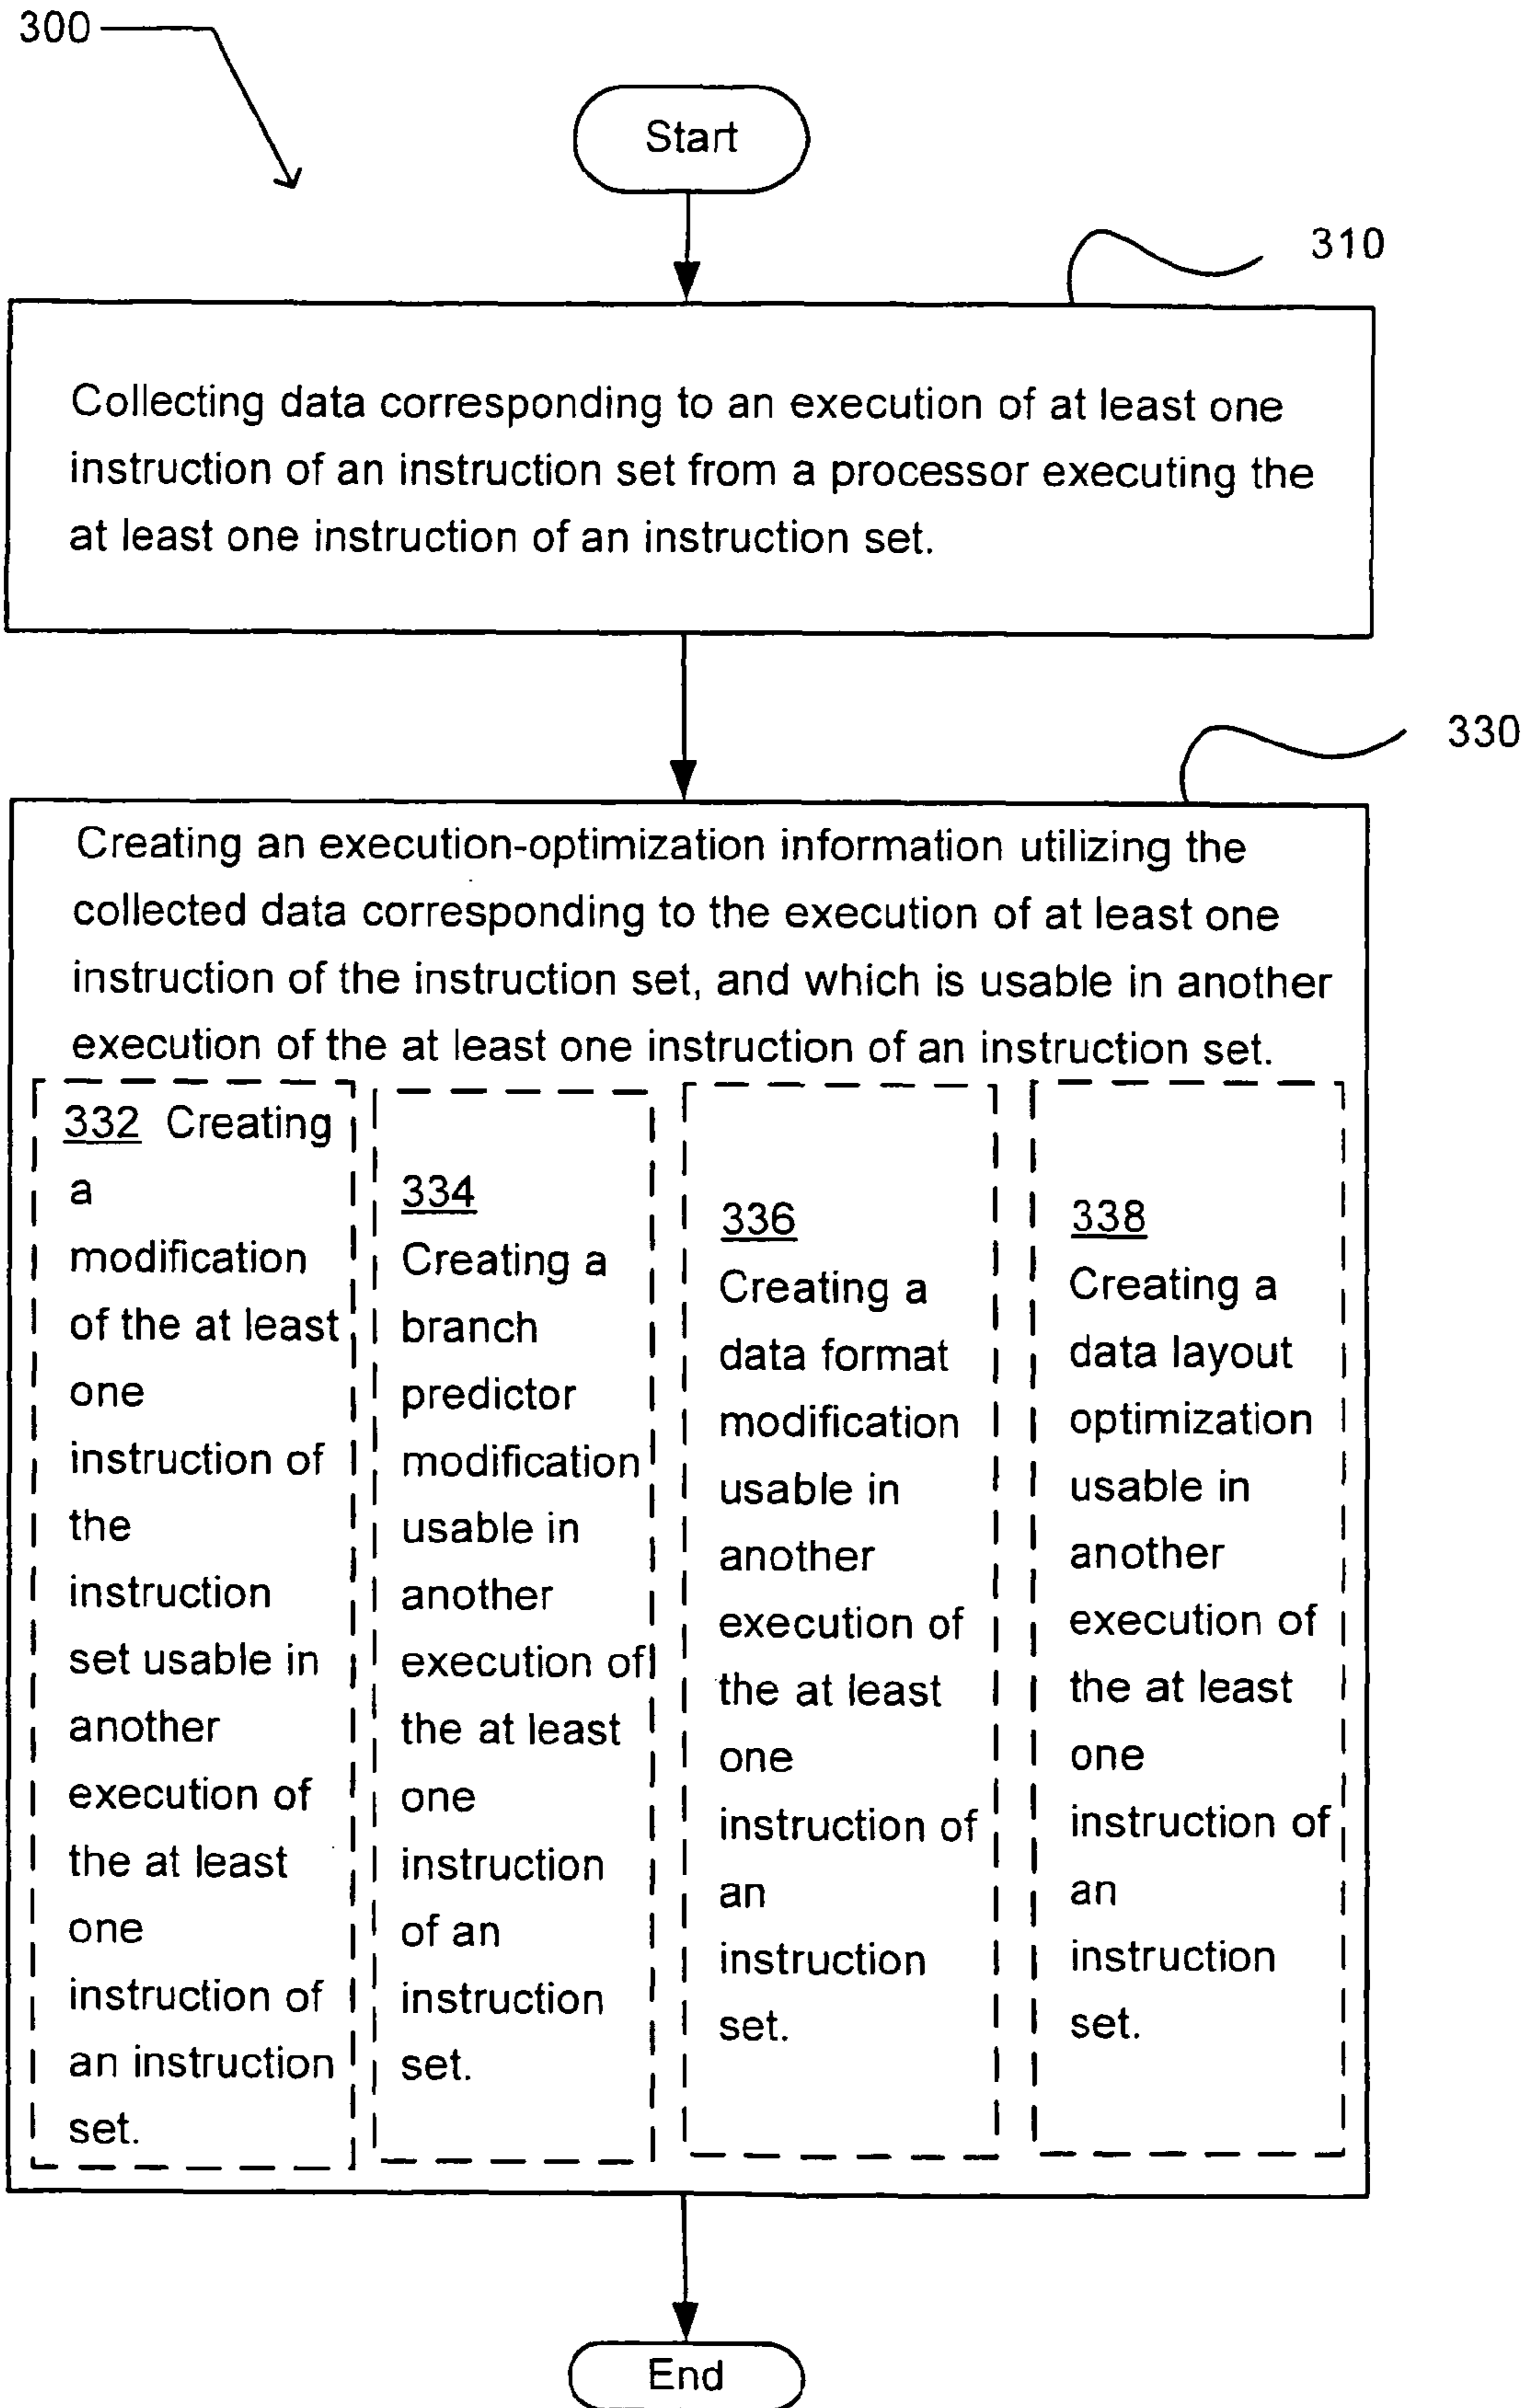 300
Start
310
Collecting data corresponding to an execution of at least one
instruction of an instruction set from a processor executing the
at least one instruction of an instruction set.
330
Creating an execution-optimization information utilizing the
collected data corresponding to the execution of at least one
instruction of the instruction set, and which is usable in another
execution of the at least one instruction of an instruction set.
332 Creating
a
modification
of the at least
one
instruction of
the
instruction
set usable in
another
execution of
the at least
one
instruction of
an instruction
set.
334
Creating a
branch
predictor
modification
usable in
another
execution of
the at least
one
instruction
of an
instruction
set.
336
Creating a
data format
modification
usable in
another
execution of
the at least
one
instruction of
an
instruction
set.
338
Creating a
data layout
optimization
usable in
another
execution of
the at least
one
instruction of
an
instruction
set.
End